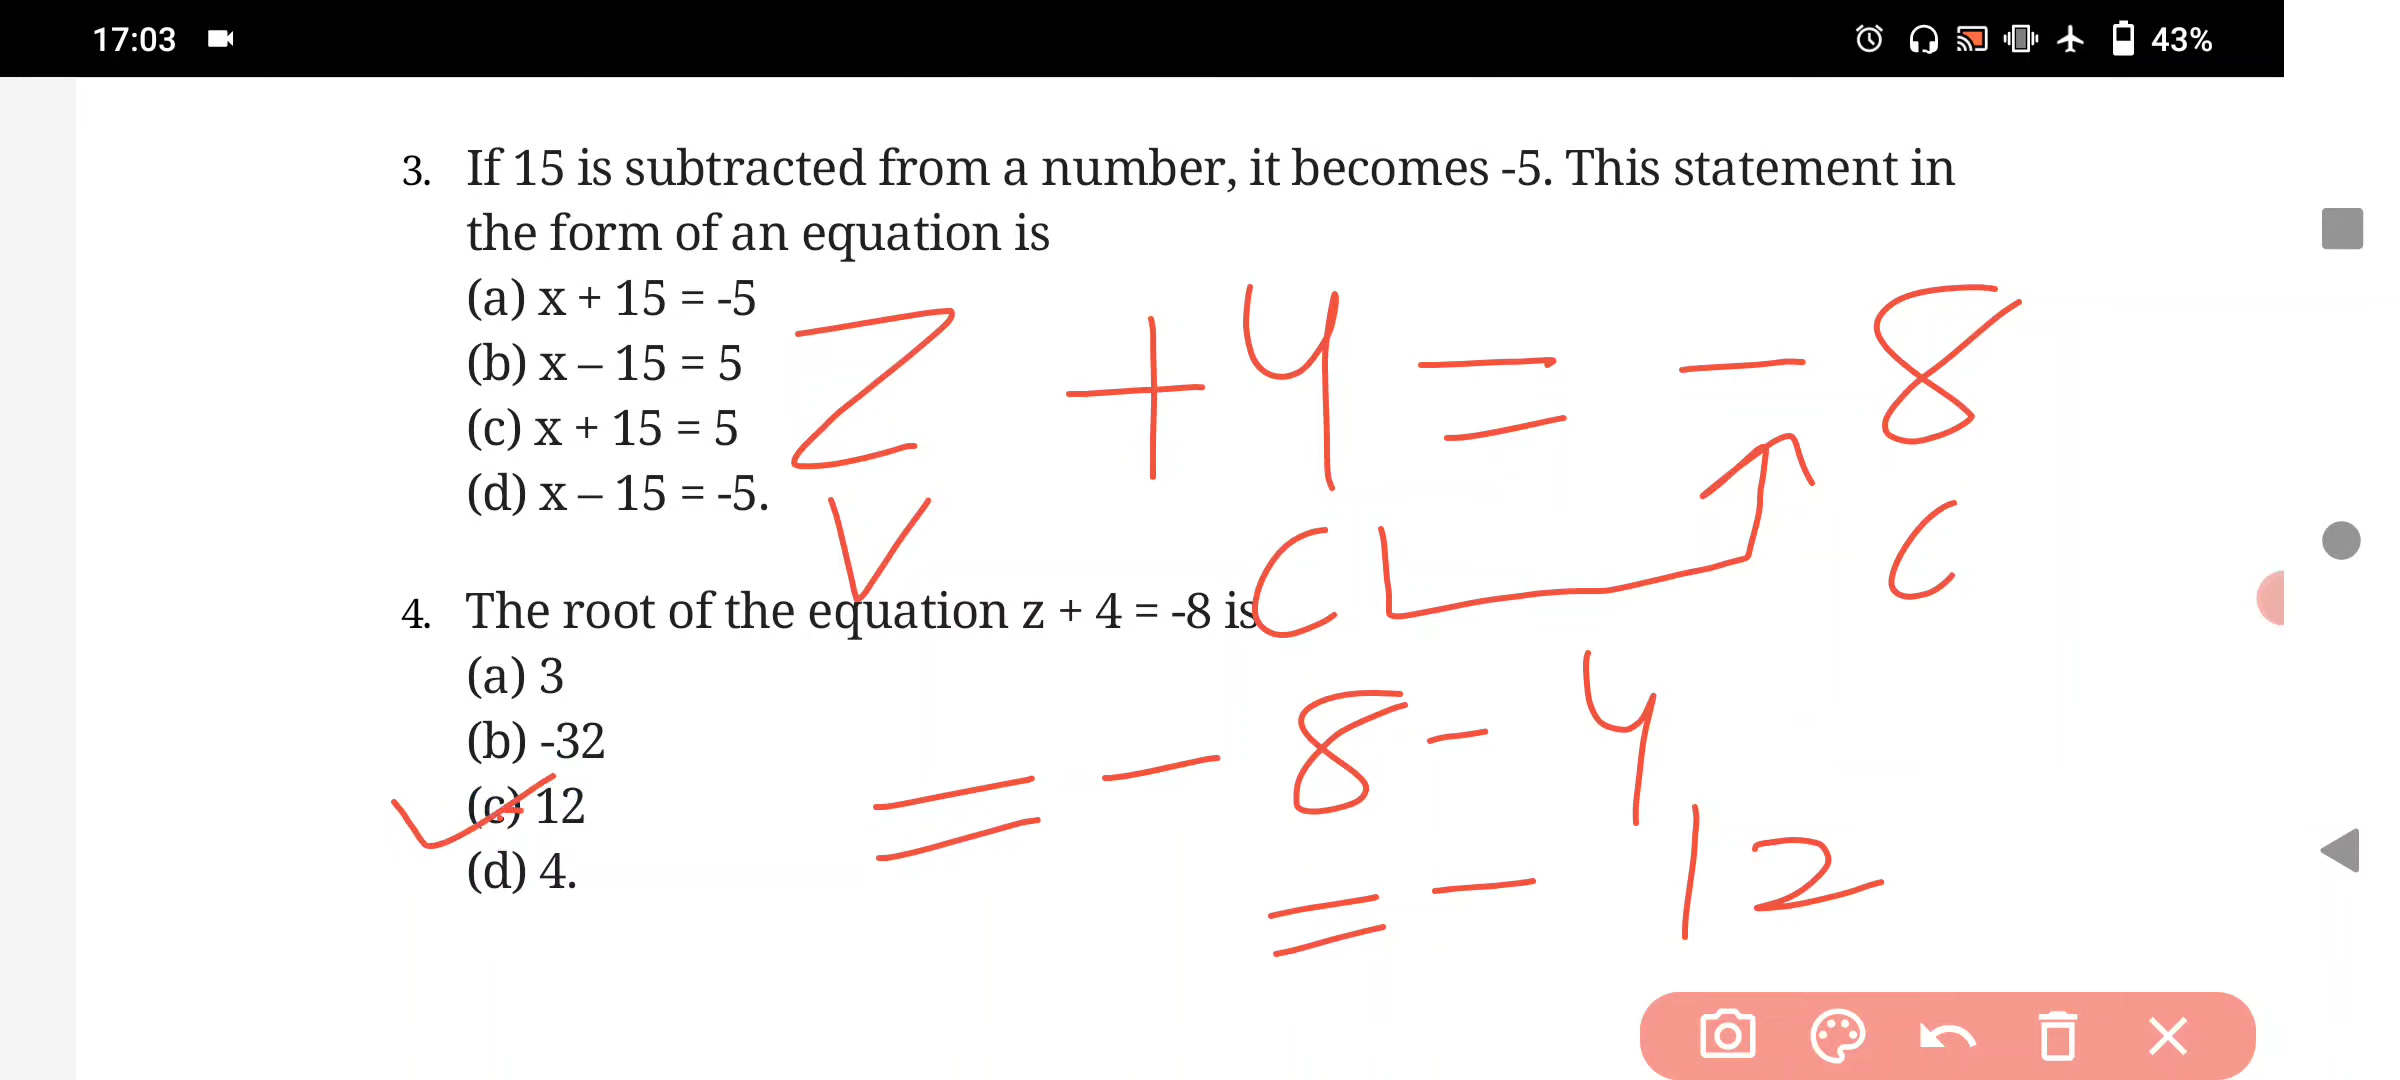 17:03 43%
3. If 15 is subtracted from a number, it becomes -5. This statement in
the form of an equation is
(a) x + 15 = -5
(b) x – 15 = 5
(c) x + 15 = 5
(d) x – 15 = -5.
Z + 4 = - 8
V C C
4. The root of the equation z + 4 = -8 is
(a) 3
(b) -32
(c) 12
(d) 4.
= - 8 - 4
= - 12